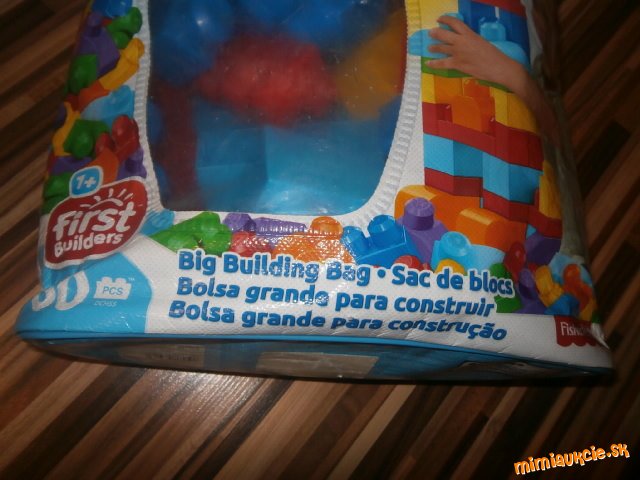 1+
first
Builders
PCS
Big Building Bag • Sac de blocs
Bolsa grande para construir
Bolsa grande para construção
mimiaukcie.sk